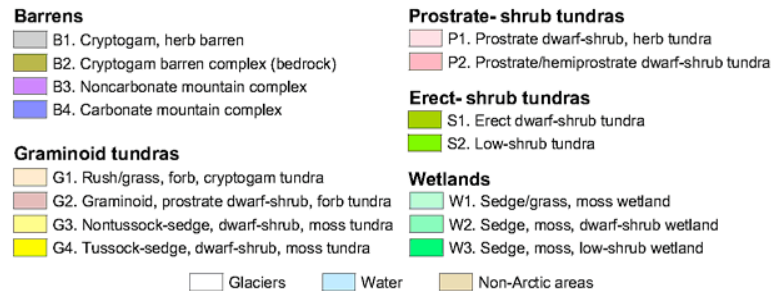 Barrens
B1. Cryptogam, herb barren
B2. Cryptogam barren complex (bedrock)
B3. Noncarbonate mountain complex
B4. Carbonate mountain complex
Graminoid tundras
G1. Rush/grass, forb, cryptogam tundra
G2. Graminoid, prostrate dwarf-shrub, forb tundra
G3. Nontussock-sedge, dwarf-shrub, moss tundra
G4. Tussock-sedge, dwarf-shrub, moss tundra
Prostrate- shrub tundras
P1. Prostrate dwarf-shrub, herb tundra
P2. Prostrate/hemiprostrate dwarf-shrub tundra
Erect- shrub tundras
S1. Erect dwarf-shrub tundra
S2. Low-shrub tundra
Wetlands
W1. Sedge/grass, moss wetland
W2. Sedge, moss, dwarf-shrub wetland
W3. Sedge, moss, low-shrub wetland
Glaciers Water Non-Arctic areas